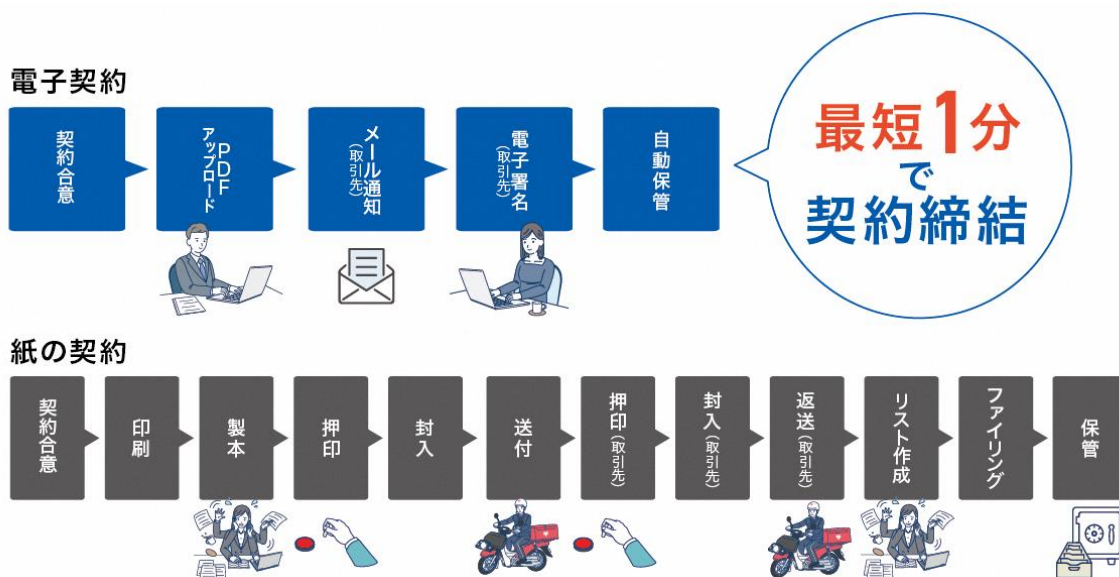 電子契約
契約合意
PDF
アップロード
メール通知
(取引先)
電子署名
(取引先)
自動保管
最短1分
で
契約締結
紙の契約
契約合意
印刷
製本
押印
封入
送付
押印(取引先)
封入(取引先)
返送(取引先)
リスト作成
ファイリング
保管